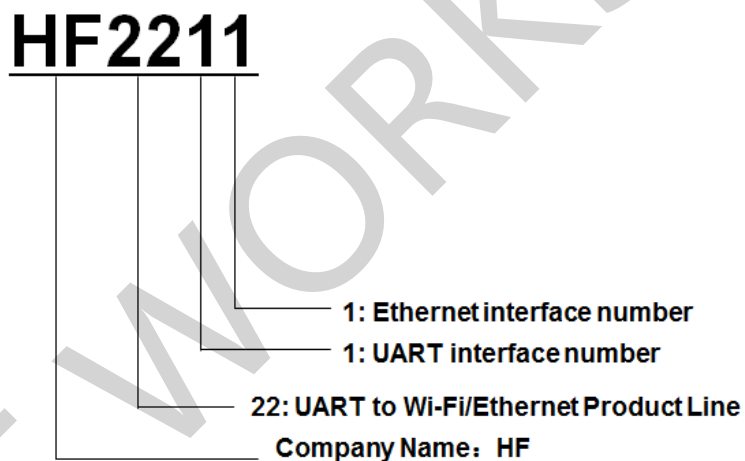 HF2211
1: Ethernet interface number
1: UART interface number
22: UART to Wi-Fi/Ethernet Product Line
Company Name：HF
WORK